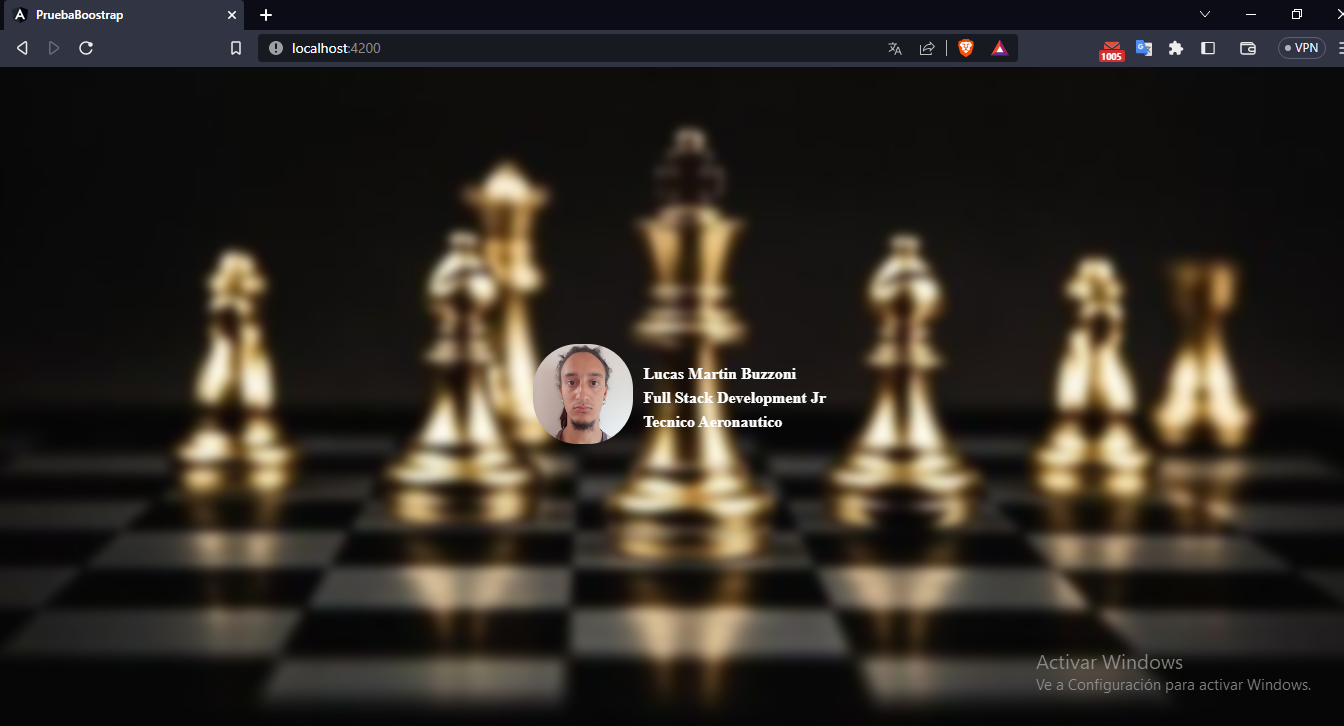 PruebaBoostrap
localhost:4200
1005
VPN
Lucas Martin Buzzoni
Full Stack Development Jr
Tecnico Aeronautico
Activar Windows
Ve a Configuración para activar Windows.